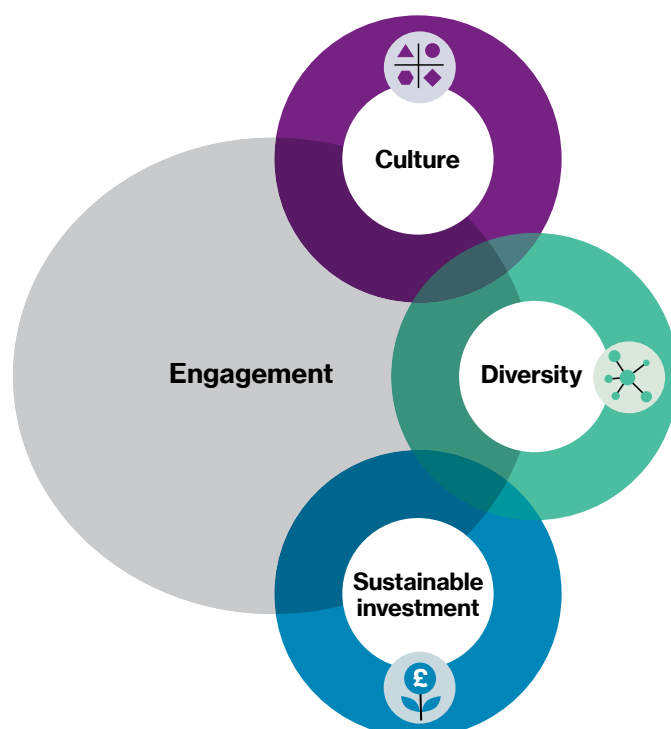 Culture
Engagement
Diversity
Sustainable
investment
£